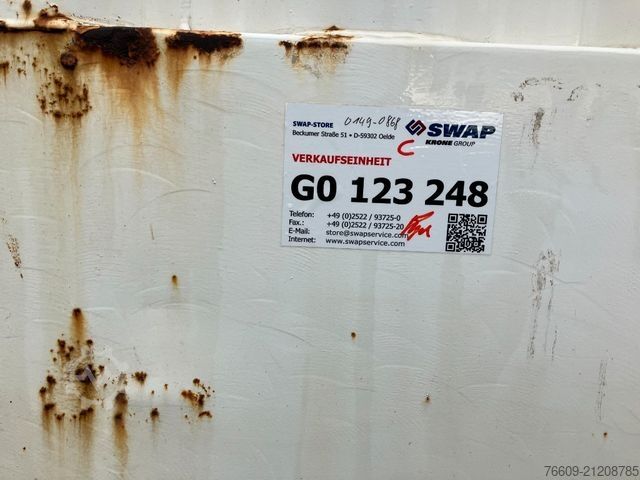 SWAP-STORE
0149-0868
Beckumer Straße 51 • D-59302 Oelde
SWAP
KRONE GROUP
C
VERKAUFSEINHEIT
G0 123 248
Telefon: +49 (0)2522 / 93725-0
Fax.: +49 (0)2522 / 93725-20
E-Mail: store@swapservice.com
Internet: www.swapservice.com
76609-21208785